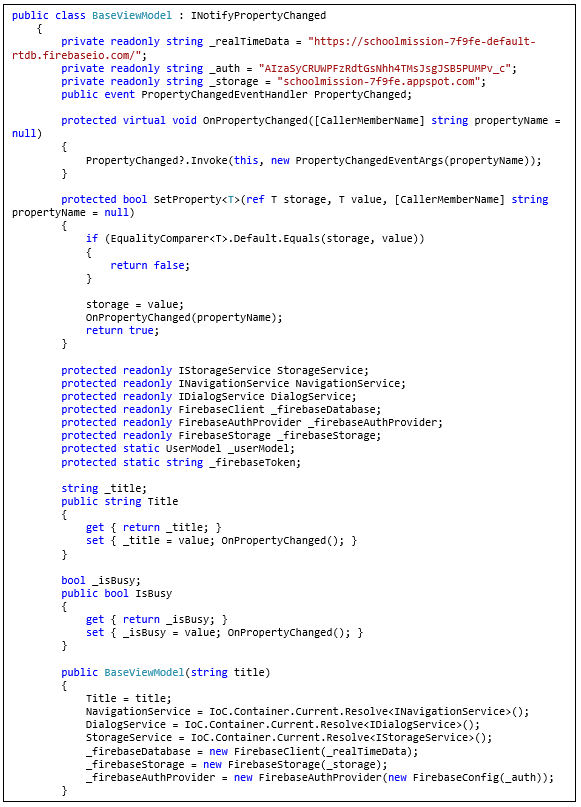 public class BaseViewModel : INotifyPropertyChanged
    {
        private readonly string _realTimeData = "https://schoolmission-7f9fe-default-
rtdb.firebaseio.com/";
        private readonly string _auth = "AIzaSyCRUWPFzRdtGsNhh4TMsJsgJSB5PUMPv_c";
        private readonly string _storage = "schoolmission-7f9fe.appspot.com";
        public event PropertyChangedEventHandler PropertyChanged;

        protected virtual void OnPropertyChanged([CallerMemberName] string propertyName =
null)
        {
            PropertyChanged?.Invoke(this, new PropertyChangedEventArgs(propertyName));
        }

        protected bool SetProperty<T>(ref T storage, T value, [CallerMemberName] string
propertyName = null)
        {
            if (EqualityComparer<T>.Default.Equals(storage, value))
            {
                return false;
            }

            storage = value;
            OnPropertyChanged(propertyName);
            return true;
        }

        protected readonly IStorageService StorageService;
        protected readonly INavigationService NavigationService;
        protected readonly IDialogService DialogService;
        protected readonly FirebaseClient _firebaseDatabase;
        protected readonly FirebaseAuthProvider _firebaseAuthProvider;
        protected readonly FirebaseStorage _firebaseStorage;
        protected static UserModel _userModel;
        protected static string _firebaseToken;

        string _title;
        public string Title
        {
            get { return _title; }
            set { _title = value; OnPropertyChanged(); }
        }

        bool _isBusy;
        public bool IsBusy
        {
            get { return _isBusy; }
            set { _isBusy = value; OnPropertyChanged(); }
        }

        public BaseViewModel(string title)
        {
            Title = title;
            NavigationService = IoC.Container.Current.Resolve<INavigationService>();
            DialogService = IoC.Container.Current.Resolve<IDialogService>();
            StorageService = IoC.Container.Current.Resolve<IStorageService>();
            _firebaseDatabase = new FirebaseClient(_realTimeData);
            _firebaseStorage = new FirebaseStorage(_storage);
            _firebaseAuthProvider = new FirebaseAuthProvider(new FirebaseConfig(_auth));
        }